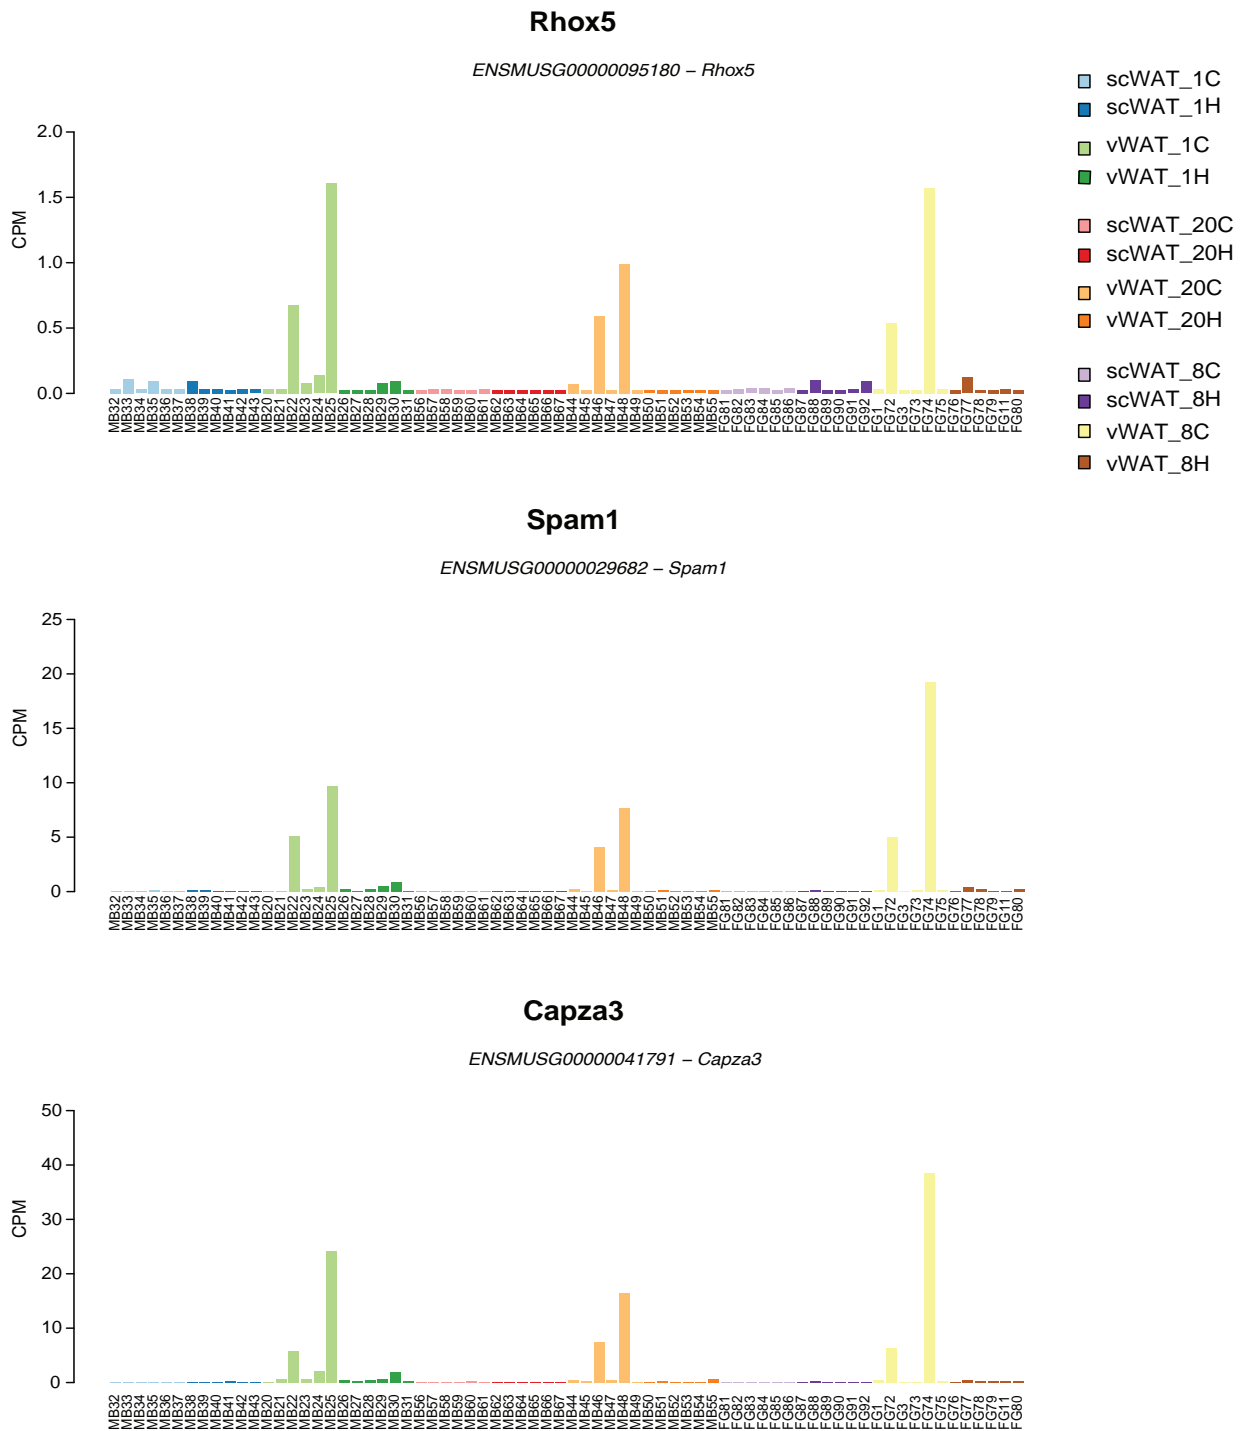 Rhox5
ENSMUSG00000095180 – Rhox5
scWAT_1C
scWAT_1H
vWAT_1C
vWAT_1H
scWAT_20C
scWAT_20H
vWAT_20C
vWAT_20H
scWAT_8C
scWAT_8H
vWAT_8C
vWAT_8H
CPM
2.0
1.5
1.0
0.5
0.0
MB32 MB33 MB34 MB35 MB36 MB37 MB38 MB39 MB40 MB41 MB42 MB43 MB20 MB21 MB22 MB23 MB24 MB25 MB26 MB27 MB28 MB29 MB30 MB31 MB56 MB57 MB58 MB59 MB60 MB61 MB62 MB63 MB64 MB65 MB66 MB67 MB44 MB45 MB46 MB47 MB48 MB49 MB50 MB51 MB52 MB53 MB54 MB55 FG81 FG82 FG83 FG84 FG85 FG86 FG87 FG88 FG89 FG90 FG91 FG92 FG1 FG72 FG3 FG73 FG74 FG75 FG76 FG77 FG78 FG79 FG11 FG80
Spam1
ENSMUSG00000029682 – Spam1
CPM
25
20
15
10
5
0
MB32 MB33 MB34 MB35 MB36 MB37 MB38 MB39 MB40 MB41 MB42 MB43 MB20 MB21 MB22 MB23 MB24 MB25 MB26 MB27 MB28 MB29 MB30 MB31 MB56 MB57 MB58 MB59 MB60 MB61 MB62 MB63 MB64 MB65 MB66 MB67 MB44 MB45 MB46 MB47 MB48 MB49 MB50 MB51 MB52 MB53 MB54 MB55 FG81 FG82 FG83 FG84 FG85 FG86 FG87 FG88 FG89 FG90 FG91 FG92 FG1 FG72 FG3 FG73 FG74 FG75 FG76 FG77 FG78 FG79 FG11 FG80
Capza3
ENSMUSG00000041791 – Capza3
CPM
50
40
30
20
10
0
MB32 MB33 MB34 MB35 MB36 MB37 MB38 MB39 MB40 MB41 MB42 MB43 MB20 MB21 MB22 MB23 MB24 MB25 MB26 MB27 MB28 MB29 MB30 MB31 MB56 MB57 MB58 MB59 MB60 MB61 MB62 MB63 MB64 MB65 MB66 MB67 MB44 MB45 MB46 MB47 MB48 MB49 MB50 MB51 MB52 MB53 MB54 MB55 FG81 FG82 FG83 FG84 FG85 FG86 FG87 FG88 FG89 FG90 FG91 FG92 FG1 FG72 FG3 FG73 FG74 FG75 FG76 FG77 FG78 FG79 FG11 FG80